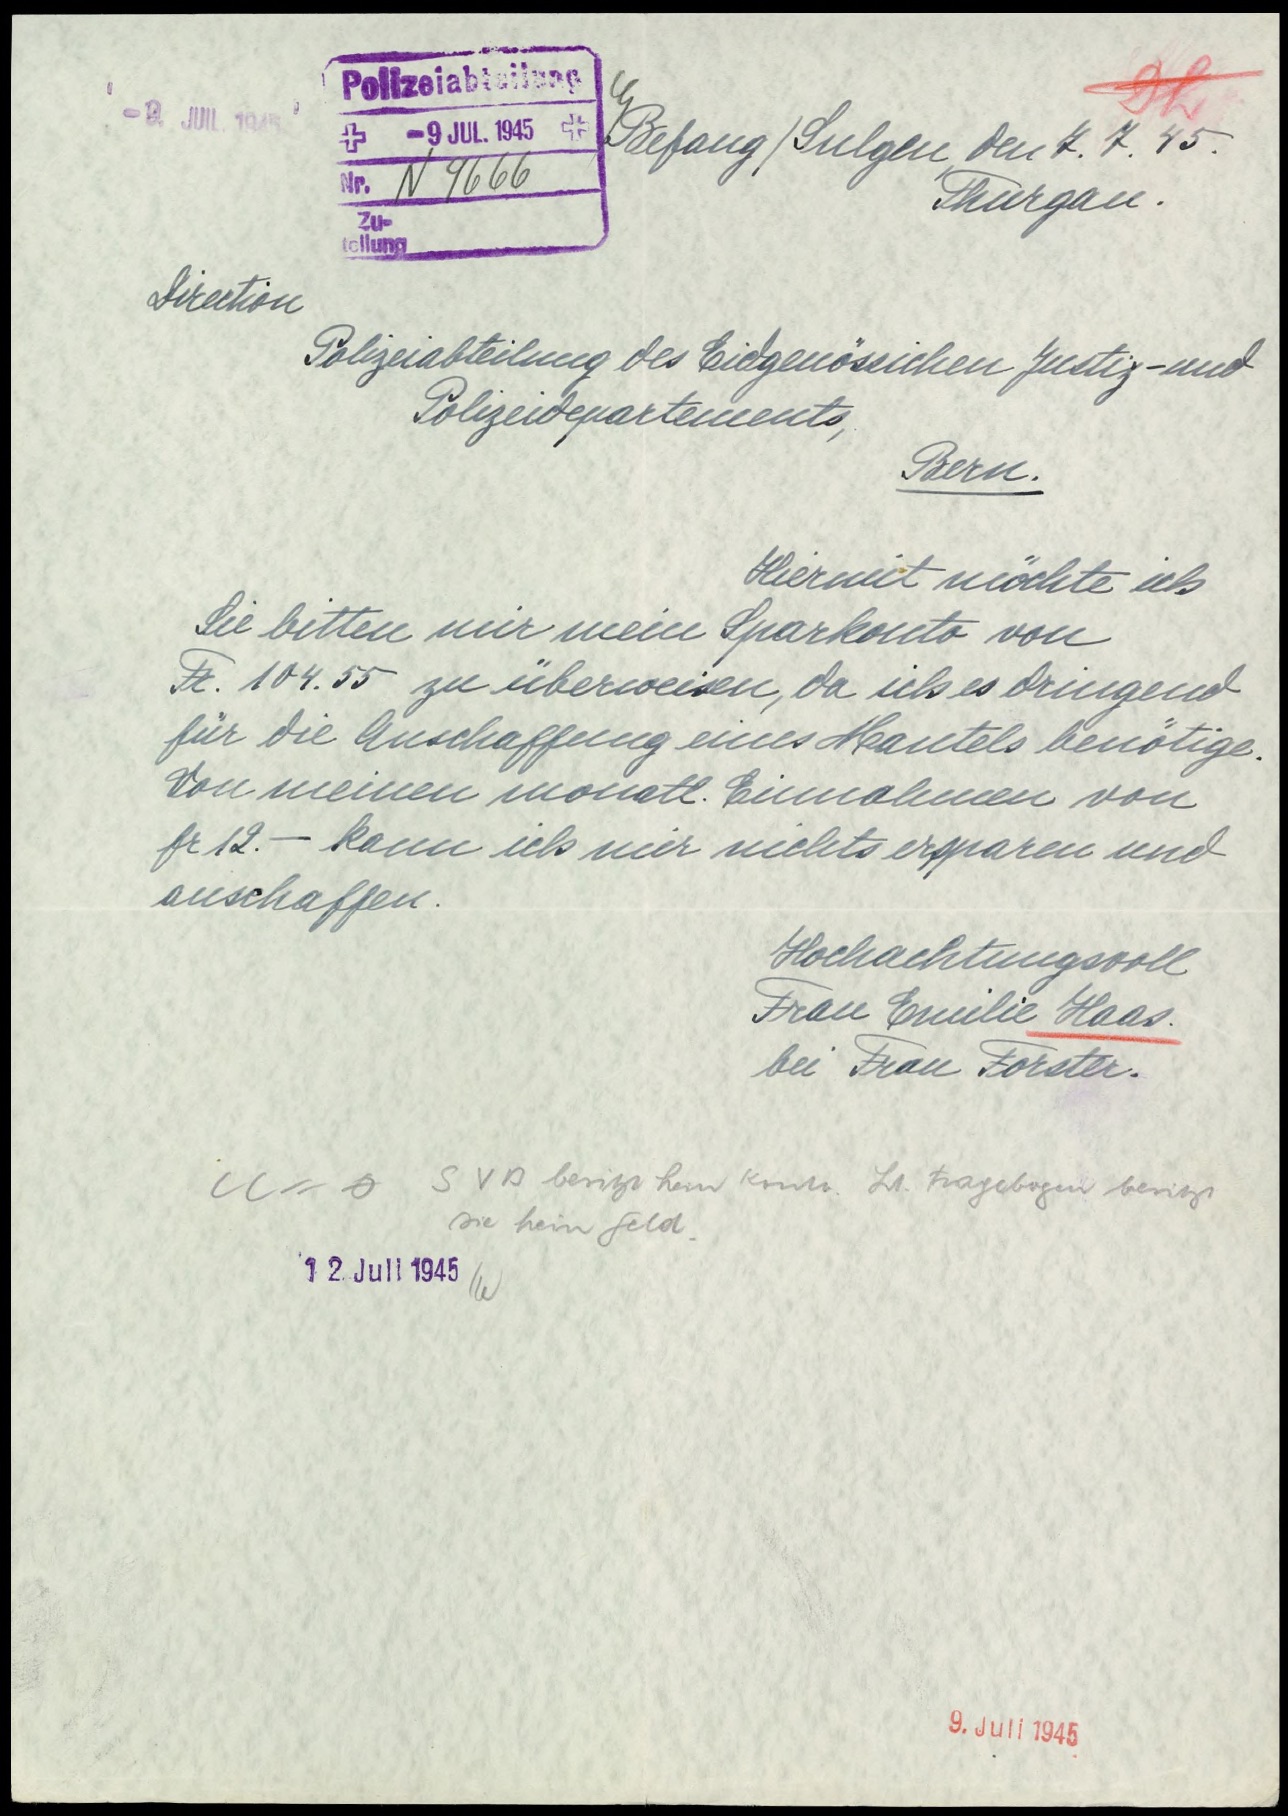 -9. JUIL. 1945
Polizeiabteilung
-9 JUL. 1945
Nr. N 9666
Zu-
teilung
Befang/Sulgen, den 7. 7. 45.
Thurgau.
Direction
Polizeiabteilung des Eidgenössichen Justiz-und
Polizeidepartements,
Bern.
Hiermit möchte ich
Sie bitten mir mein Sparkonto von
Fr. 104.55 zu überweisen, da ich es dringend
für die Anschaffung eines Mantels benötige.
Von meinen monatl. Einnahmen von
fr 12.— kann ich mir nichts ersparen und
anschaffen.
Hochachtungsvoll
Frau Emilie Haas.
bei Frau Forster.
besitzt kein Konto. Lt. Fragebogen besitzt
sie kein Geld.
12. Juli 1945
9. Juli 1945